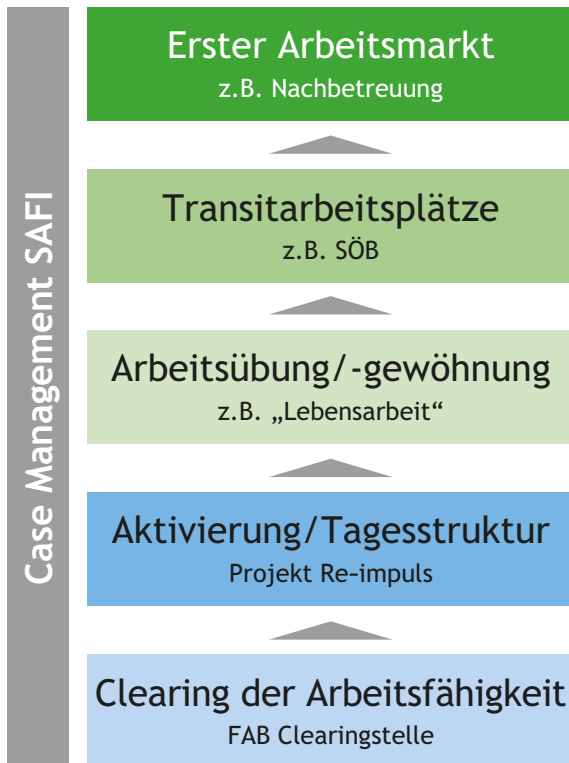 Case Management SAFI
Erster Arbeitsmarkt
z.B. Nachbetreuung
Transitarbeitsplätze
z.B. SÖB
Arbeitsübung/-gewöhnung
z.B. „Lebensarbeit“
Aktivierung/Tagesstruktur
Projekt Re-impuls
Clearing der Arbeitsfähigkeit
FAB Clearingstelle